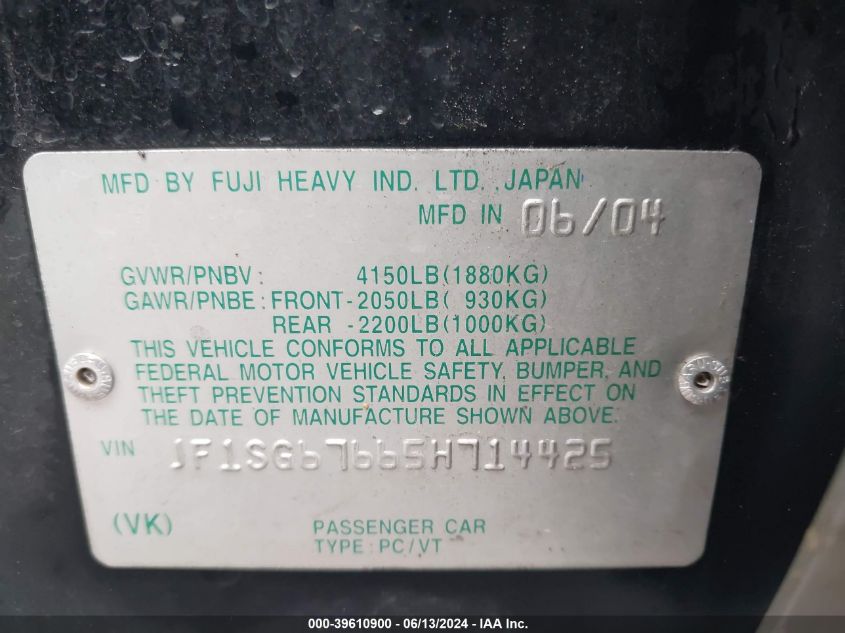 MFD BY FUJI HEAVY IND. LTD. JAPAN
MFD IN 06/04
GVWR/PNBV: 4150LB(1880KG)
GAWR/PNBE: FRONT-2050LB( 930KG)
REAR -2200LB(1000KG)
THIS VEHICLE CONFORMS TO ALL APPLICABLE
FEDERAL MOTOR VEHICLE SAFETY, BUMPER, AND
THEFT PREVENTION STANDARDS IN EFFECT ON
THE DATE OF MANUFACTURE SHOWN ABOVE.
VIN JF1SG67665H714425
(VK) PASSENGER CAR
TYPE:PC/VT
000-39610900 - 06/13/2024 - IAA Inc.